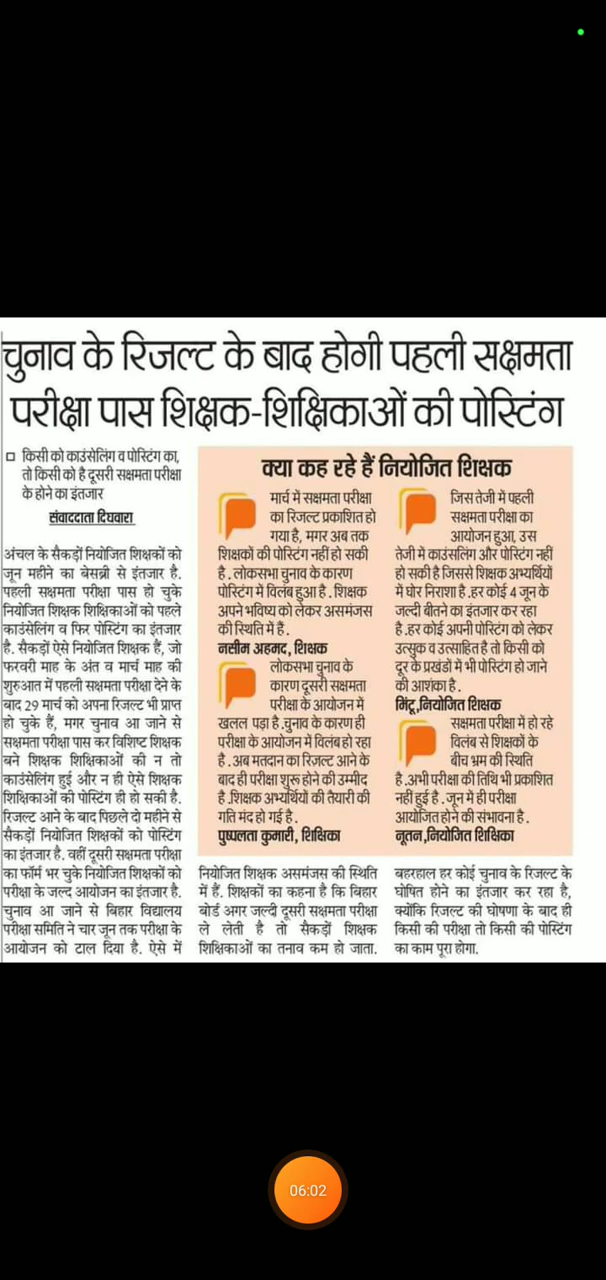 चुनाव के रिजल्ट के बाद होगी पहली सक्षमता
परीक्षा पास शिक्षक-शिक्षिकाओं की पोस्टिंग
किसी को काउंसेलिंग व पोस्टिंग का,
तो किसी को है दूसरी सक्षमता परीक्षा
के होने का इंतजार
संवाददाता दिघवारा
अंचल के सैकड़ों नियोजित शिक्षकों को
जून महीने का बेसब्री से इंतजार है.
पहली सक्षमता परीक्षा पास हो चुके
नियोजित शिक्षक शिक्षिकाओं को पहले
काउंसेलिंग व फिर पोस्टिंग का इंतजार
है. सैकड़ों ऐसे नियोजित शिक्षक हैं, जो
फरवरी माह के अंत व मार्च माह की
शुरुआत में पहली सक्षमता परीक्षा देने के
बाद 29 मार्च को अपना रिजल्ट भी प्राप्त
हो चुके हैं, मगर चुनाव आ जाने से
सक्षमता परीक्षा पास कर विशिष्ट शिक्षक
बने शिक्षक शिक्षिकाओं की न तो
काउंसेलिंग हुई और न ही ऐसे शिक्षक
शिक्षिकाओं की पोस्टिंग ही हो सकी है.
रिजल्ट आने के बाद पिछले दो महीने से
सैकड़ों नियोजित शिक्षकों को पोस्टिंग
का इंतजार है. वहीं दूसरी सक्षमता परीक्षा
का फॉर्म भर चुके नियोजित शिक्षकों को
परीक्षा के जल्द आयोजन का इंतजार है.
चुनाव आ जाने से बिहार विद्यालय
परीक्षा समिति ने चार जून तक परीक्षा के
आयोजन को टाल दिया है. ऐसे में
क्या कह रहे हैं नियोजित शिक्षक
मार्च में सक्षमता परीक्षा
का रिजल्ट प्रकाशित हो
गया है, मगर अब तक
शिक्षकों की पोस्टिंग नहीं हो सकी
है . लोकसभा चुनाव के कारण
पोस्टिंग में विलंब हुआ है . शिक्षक
अपने भविष्य को लेकर असमंजस
की स्थिति में है .
नसीम अहमद, शिक्षक
लोकसभा चुनाव के
कारण दूसरी सक्षमता
परीक्षा के आयोजन में
खलल पड़ा है .चुनाव के कारण ही
परीक्षा के आयोजन में विलंब हो रहा
है . अब मतदान का रिजल्ट आने के
बाद ही परीक्षा शुरू होने की उम्मीद
है .शिक्षक अभ्यर्थियों की तैयारी की
गति मंद हो गई है .
पुष्पलता कुमारी, शिक्षिका
जिस तेजी में पहली
सक्षमता परीक्षा का
आयोजन हुआ, उस
तेजी में काउंसलिंग और पोस्टिंग नहीं
हो सकी है जिससे शिक्षक अभ्यर्थियों
में घोर निराशा है .हर कोई 4 जून के
जल्दी बीतने का इंतजार कर रहा
है .हर कोई अपनी पोस्टिंग को लेकर
उत्सुक व उत्साहित है तो किसी को
दूर के प्रखंडों में भी पोस्टिंग हो जाने
की आशंका है .
मिंटू,नियोजित शिक्षक
सक्षमता परीक्षा में हो रहे
विलंब से शिक्षकों के
बीच भ्रम की स्थिति
है .अभी परीक्षा की तिथि भी प्रकाशित
नहीं हुई है . जून में ही परीक्षा
आयोजित होने की संभावना है .
नूतन,नियोजित शिक्षिका
नियोजित शिक्षक असमंजस की स्थिति
में हैं. शिक्षकों का कहना है कि बिहार
बोर्ड अगर जल्दी दूसरी सक्षमता परीक्षा
ले लेती है तो सैकड़ों शिक्षक
शिक्षिकाओं का तनाव कम हो जाता.
बहरहाल हर कोई चुनाव के रिजल्ट के
घोषित होने का इंतजार कर रहा है,
क्योंकि रिजल्ट की घोषणा के बाद ही
किसी की परीक्षा तो किसी की पोस्टिंग
का काम पूरा होगा.
06:02